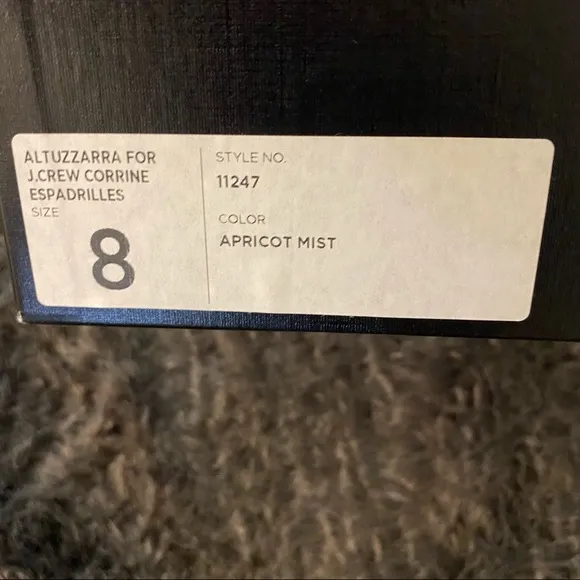 ALTUZZARRA FOR
J.CREW CORRINE
ESPADRILLES
SIZE
8
STYLE NO.
11247
COLOR
APRICOT MIST